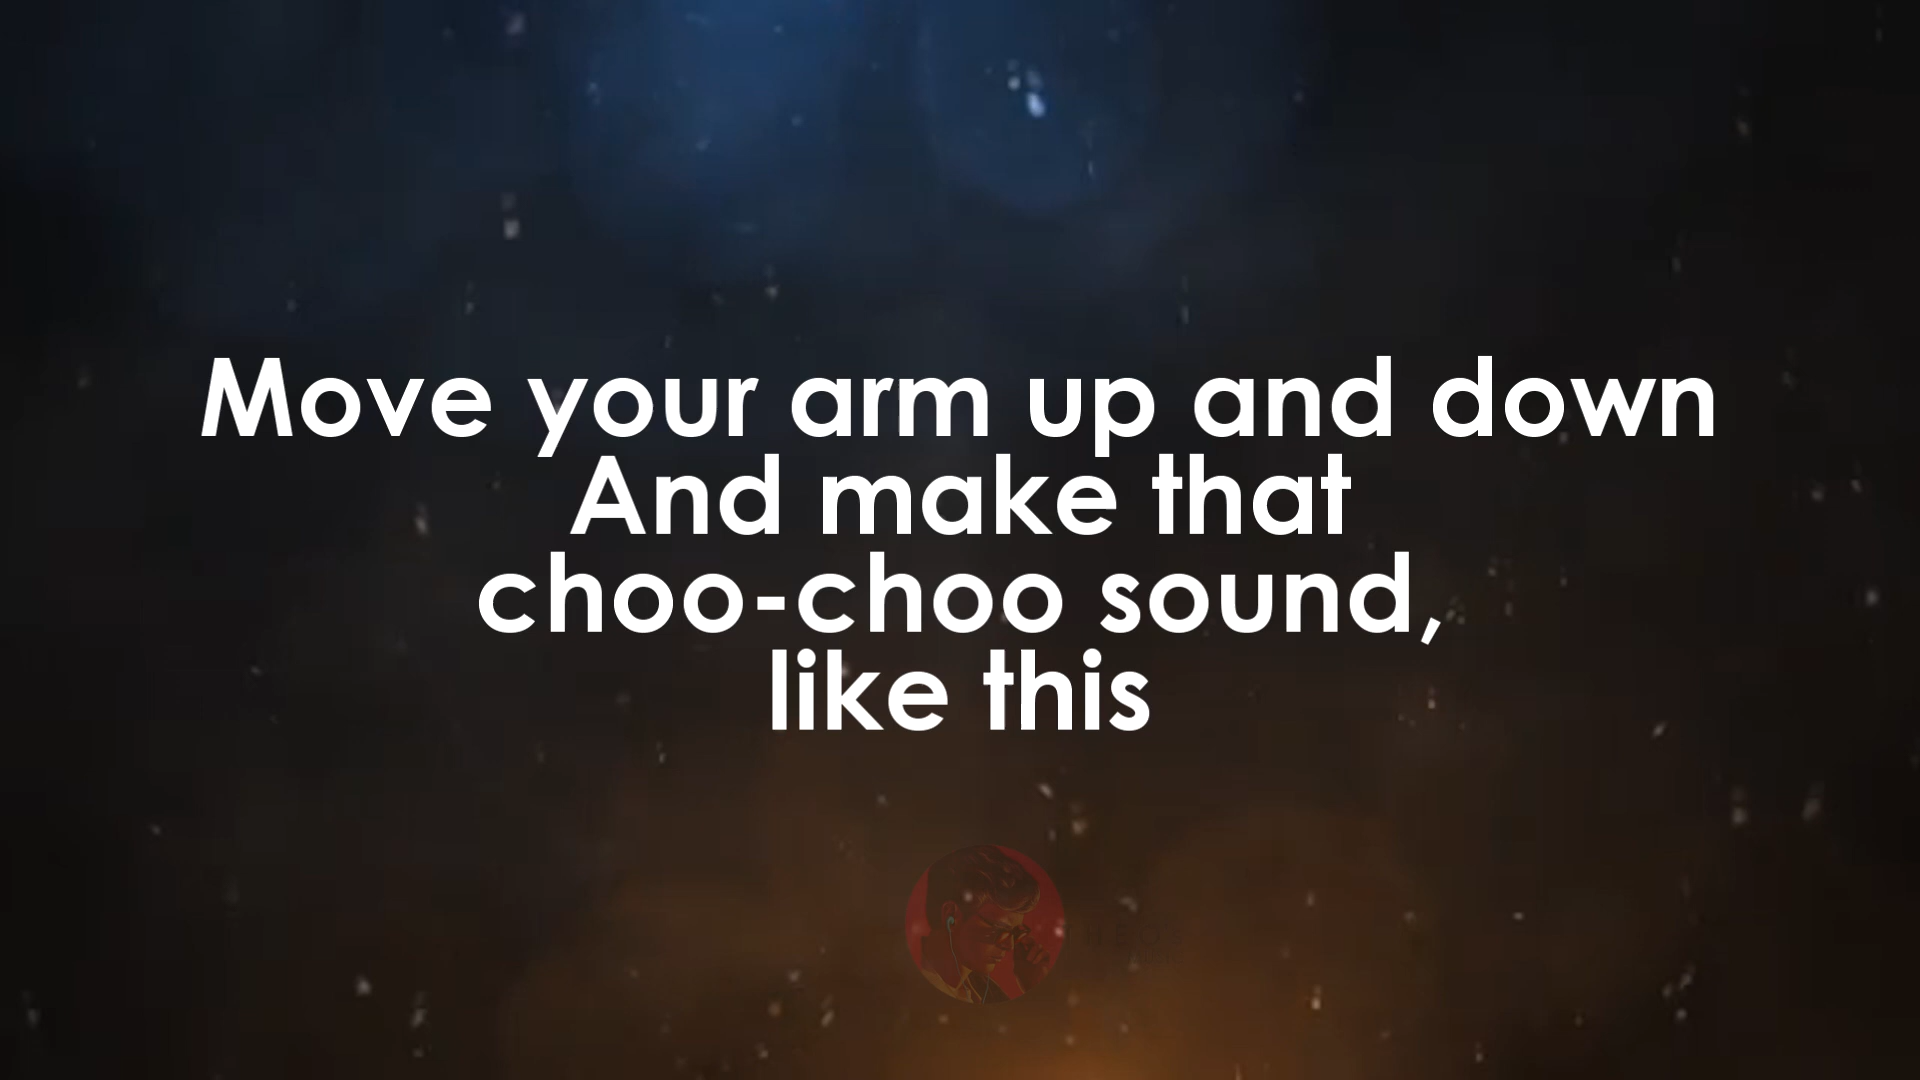 Move your arm up and down
And make that
choo-choo sound,
like this